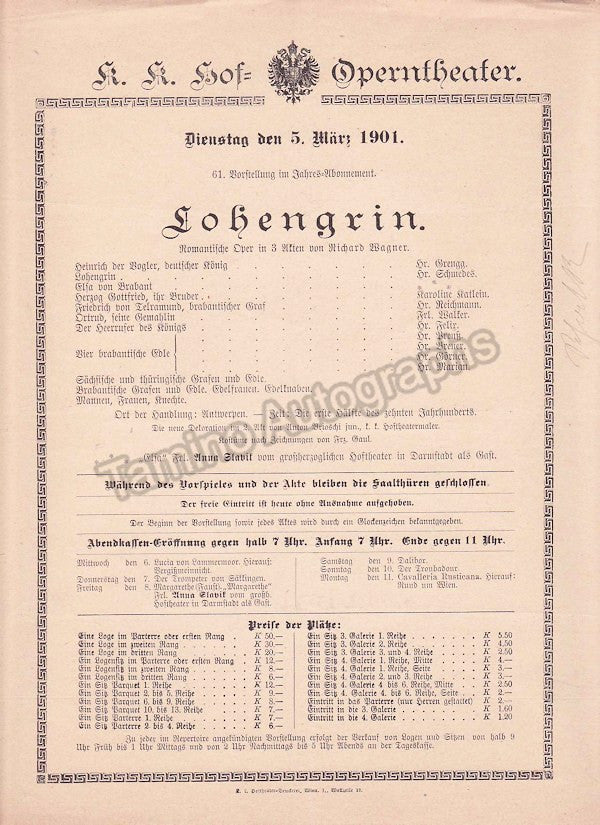 K. K. Hof= Operntheater.
Dienstag den 5. März 1901.
61. Vorstellung im Jahres-Abonnement.
Lohengrin.
Romantische Oper in 3 Akten von Richard Wagner.
Heinrich der Vogler, deutscher König . . . . . . . Hr. Grengg.
Lohengrin . . . . . . . Hr. Schmedes.
Elsa von Brabant . . . . . . .
Herzog Gottfried, ihr Bruder . . . . . . . Karoline Katlein.
Friedrich von Telramund, brabantischer Graf . . . . . . . Hr. Reichmann.
Ortrud, seine Gemahlin . . . . . . . Frl. Walker.
Der Heerrufer des Königs . . . . . . . Hr. Felix.
Vier brabantische Edle
Hr. Preuß
Hr. Breuer
Hr. Görner
Hr. Marian.
Sächsische und thüringische Grafen und Edle.
Brabantische Grafen und Edle. Edelfrauen. Edelknaben.
Mannen, Frauen, Knechte.
Ort der Handlung: Antwerpen. — Zeit: Die erste Hälfte des zehnten Jahrhunderts.
Die neue Dekoration im 2. Akt von Anton Brioschi jun., k. k. Hoftheatermaler.
Kostüme nach Zeichnungen von Frz. Gaul.
„Elsa“ Frl. Anna Slavik vom großherzoglichen Hoftheater in Darmstadt als Gast.
Während des Vorspieles und der Akte bleiben die Saalthüren geschlossen.
Der freie Eintritt ist heute ohne Ausnahme aufgehoben.
Der Beginn der Vorstellung sowie jedes Aktes wird durch ein Glockenzeichen bekanntgegeben.
Abendkassen-Eröffnung gegen halb 7 Uhr. Anfang 7 Uhr. Ende gegen 11 Uhr.
Mittwoch den 6. Lucia von Lammermoor. Hierauf:
Vergißmeinnicht.
Donnerstag den 7. Der Trompeter von Säkkingen.
Freitag den 8. Margarethe (Faust). „Margarethe“
Frl. Anna Slavik vom großh.
Hoftheater in Darmstadt als Gast.
Samstag den 9. Dalibor.
Sonntag den 10. Der Troubadour.
Montag den 11. Cavalleria Rusticana. Hierauf:
Rund um Wien.
Preise der Plätze:
Eine Loge im Parterre oder ersten Rang . K 50.—
Eine Loge im zweiten Rang . . . K 30.—
Eine Loge im dritten Rang . . . K 20.—
Ein Logensitz im Parterre oder ersten Rang . K 12.—
Ein Logensitz im zweiten Rang . . . K 8.—
Ein Logensitz im dritten Rang . . . K 6.—
Ein Sitz Parquet 1. Reihe . . . K 12.—
Ein Sitz Parquet 2. bis 5. Reihe . . . K 9.—
Ein Sitz Parquet 6. bis 9. Reihe . . . K 8.—
Ein Sitz Parquet 10. bis 13. Reihe . . . K 7.—
Ein Sitz Parterre 1. Reihe . . . K 7.—
Ein Sitz Parterre 2. bis 4. Reihe . . . K 6.—
Ein Sitz 3. Galerie 1. Reihe . . . K 5.50
Ein Sitz 3. Galerie 2. Reihe . . . K 4.50
Ein Sitz 3. Galerie 3. und 4. Reihe . . . K 2.50
Ein Sitz 4. Galerie 1. Reihe, Mitte . . . K 4.—
Ein Sitz 4. Galerie 1. Reihe, Seite . . . K 3.—
Ein Sitz 4. Galerie 2. und 3. Reihe . . . K 3.—
Ein Sitz 4. Galerie 4. bis 6. Reihe, Mitte . . . K 2.50
Ein Sitz 4. Galerie 4. bis 6. Reihe, Seite . . . K 2.—
Eintritt in das Parterre (nur Herren gestattet) . K 2.—
Eintritt in die 3. Galerie . . . K 1.60
Eintritt in die 4. Galerie . . . K 1.20
Zu jeder im Repertoire angekündigten Vorstellung erfolgt der Verkauf von Logen und Sitzen von halb 9
Uhr Früh bis 1 Uhr Mittags und von 2 Uhr Nachmittags bis 5 Uhr Abends an der Tageskasse.
K. k. Hoftheater-Druckerei, Wien, I., Wollzeile 17.
Tamino Autographs